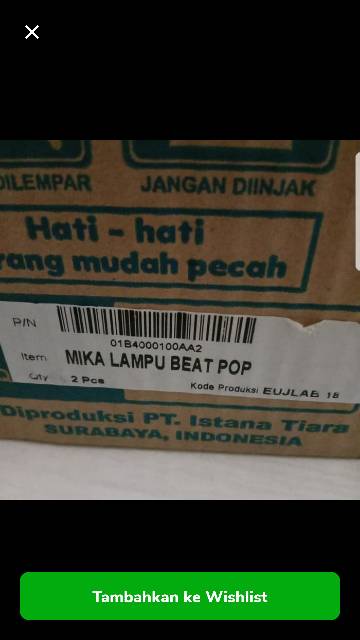 DILEMPAR
JANGAN DIINJAK
Hati - hati
rang mudah pecah
P/N
01B4000100AA2
Item MIKA LAMPU BEAT POP
Qty 2 Pcs
Kode Produksi EUJLAB 18
Diproduksi PT. Istana Tiara
SURABAYA, INDONESIA
Tambahkan ke Wishlist